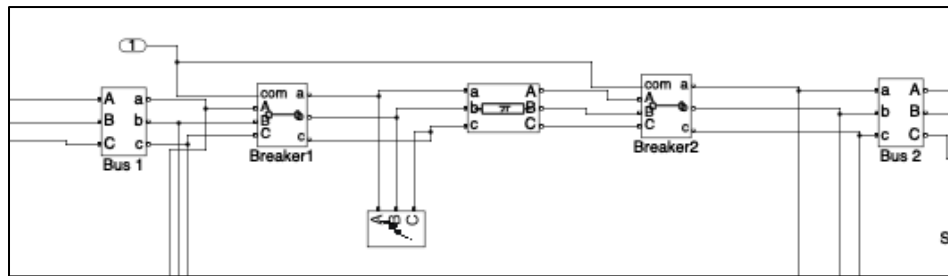 1
com a
a A
com a
A a
A
A
a A
B b
B b
b π B
B b
b B
C c
C c
c C
C c
c C
Bus 1
Breaker1
Breaker2
Bus 2
A B C
S